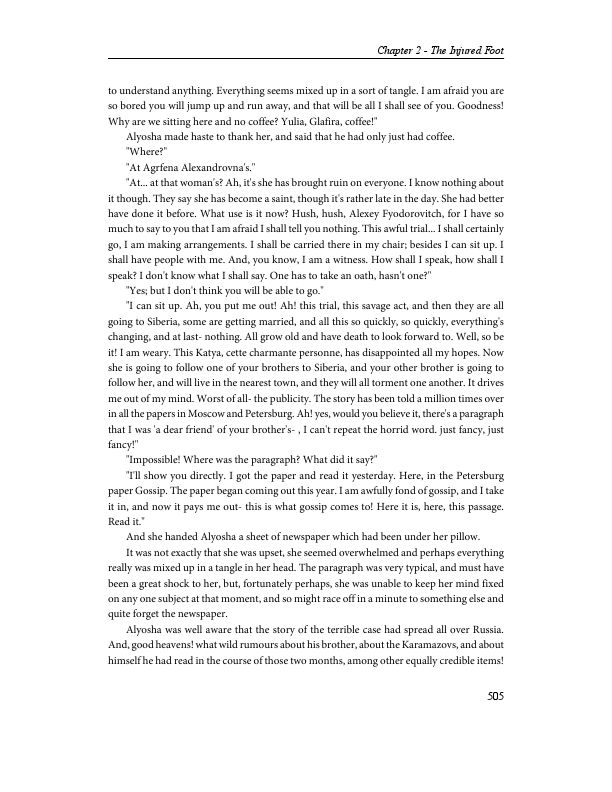 Chapter 2 - The Injured Foot
to understand anything. Everything seems mixed up in a sort of tangle. I am afraid you are
so bored you will jump up and run away, and that will be all I shall see of you. Goodness!
Why are we sitting here and no coffee? Yulia, Glafira, coffee!"
Alyosha made haste to thank her, and said that he had only just had coffee.
"Where?"
"At Agrfena Alexandrovna's."
"At... at that woman's? Ah, it's she has brought ruin on everyone. I know nothing about
it though. They say she has become a saint, though it's rather late in the day. She had better
have done it before. What use is it now? Hush, hush, Alexey Fyodorovitch, for I have so
much to say to you that I am afraid I shall tell you nothing. This awful trial... I shall certainly
go, I am making arrangements. I shall be carried there in my chair; besides I can sit up. I
shall have people with me. And, you know, I am a witness. How shall I speak, how shall I
speak? I don't know what I shall say. One has to take an oath, hasn't one?"
"Yes; but I don't think you will be able to go."
"I can sit up. Ah, you put me out! Ah! this trial, this savage act, and then they are all
going to Siberia, some are getting married, and all this so quickly, so quickly, everything's
changing, and at last- nothing. All grow old and have death to look forward to. Well, so be
it! I am weary. This Katya, cette charmante personne, has disappointed all my hopes. Now
she is going to follow one of your brothers to Siberia, and your other brother is going to
follow her, and will live in the nearest town, and they will all torment one another. It drives
me out of my mind. Worst of all- the publicity. The story has been told a million times over
in all the papers in Moscow and Petersburg. Ah! yes, would you believe it, there's a paragraph
that I was 'a dear friend' of your brother's- , I can't repeat the horrid word. just fancy, just
fancy!"
"Impossible! Where was the paragraph? What did it say?"
"I'll show you directly. I got the paper and read it yesterday. Here, in the Petersburg
paper Gossip. The paper began coming out this year. I am awfully fond of gossip, and I take
it in, and now it pays me out- this is what gossip comes to! Here it is, here, this passage.
Read it."
And she handed Alyosha a sheet of newspaper which had been under her pillow.
It was not exactly that she was upset, she seemed overwhelmed and perhaps everything
really was mixed up in a tangle in her head. The paragraph was very typical, and must have
been a great shock to her, but, fortunately perhaps, she was unable to keep her mind fixed
on any one subject at that moment, and so might race off in a minute to something else and
quite forget the newspaper.
Alyosha was well aware that the story of the terrible case had spread all over Russia.
And, good heavens! what wild rumours about his brother, about the Karamazovs, and about
himself he had read in the course of those two months, among other equally credible items!
505